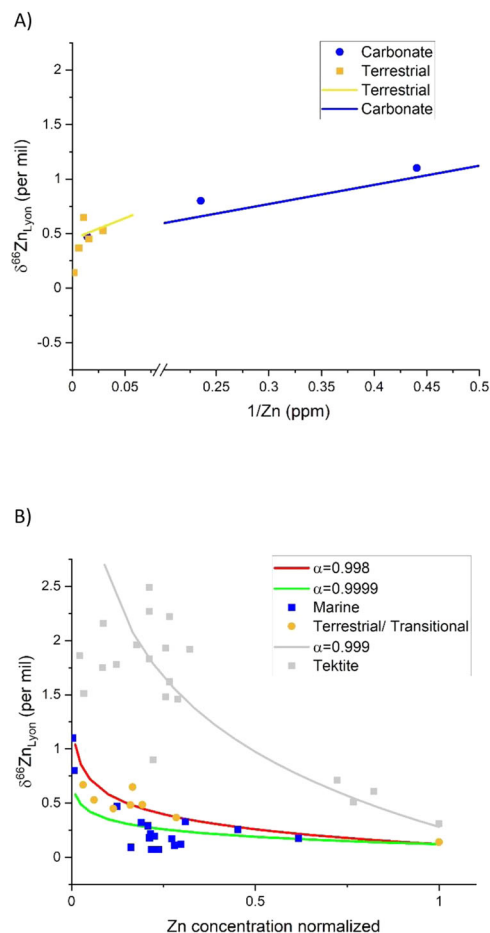 A)
Carbonate
Terrestrial
Terrestrial
Carbonate
δ66ZnLyon (per mil)
2
1.5
1
0.5
0
-0.5
0 0.05 0.25 0.3 0.35 0.4 0.45 0.5
1/Zn (ppm)
B)
α=0.998
α=0.9999
Marine
Terrestrial/ Transitional
α=0.999
Tektite
δ66ZnLyon (per mil)
2.5
2
1.5
1
0.5
0
0 0.5 1
Zn concentration normalized